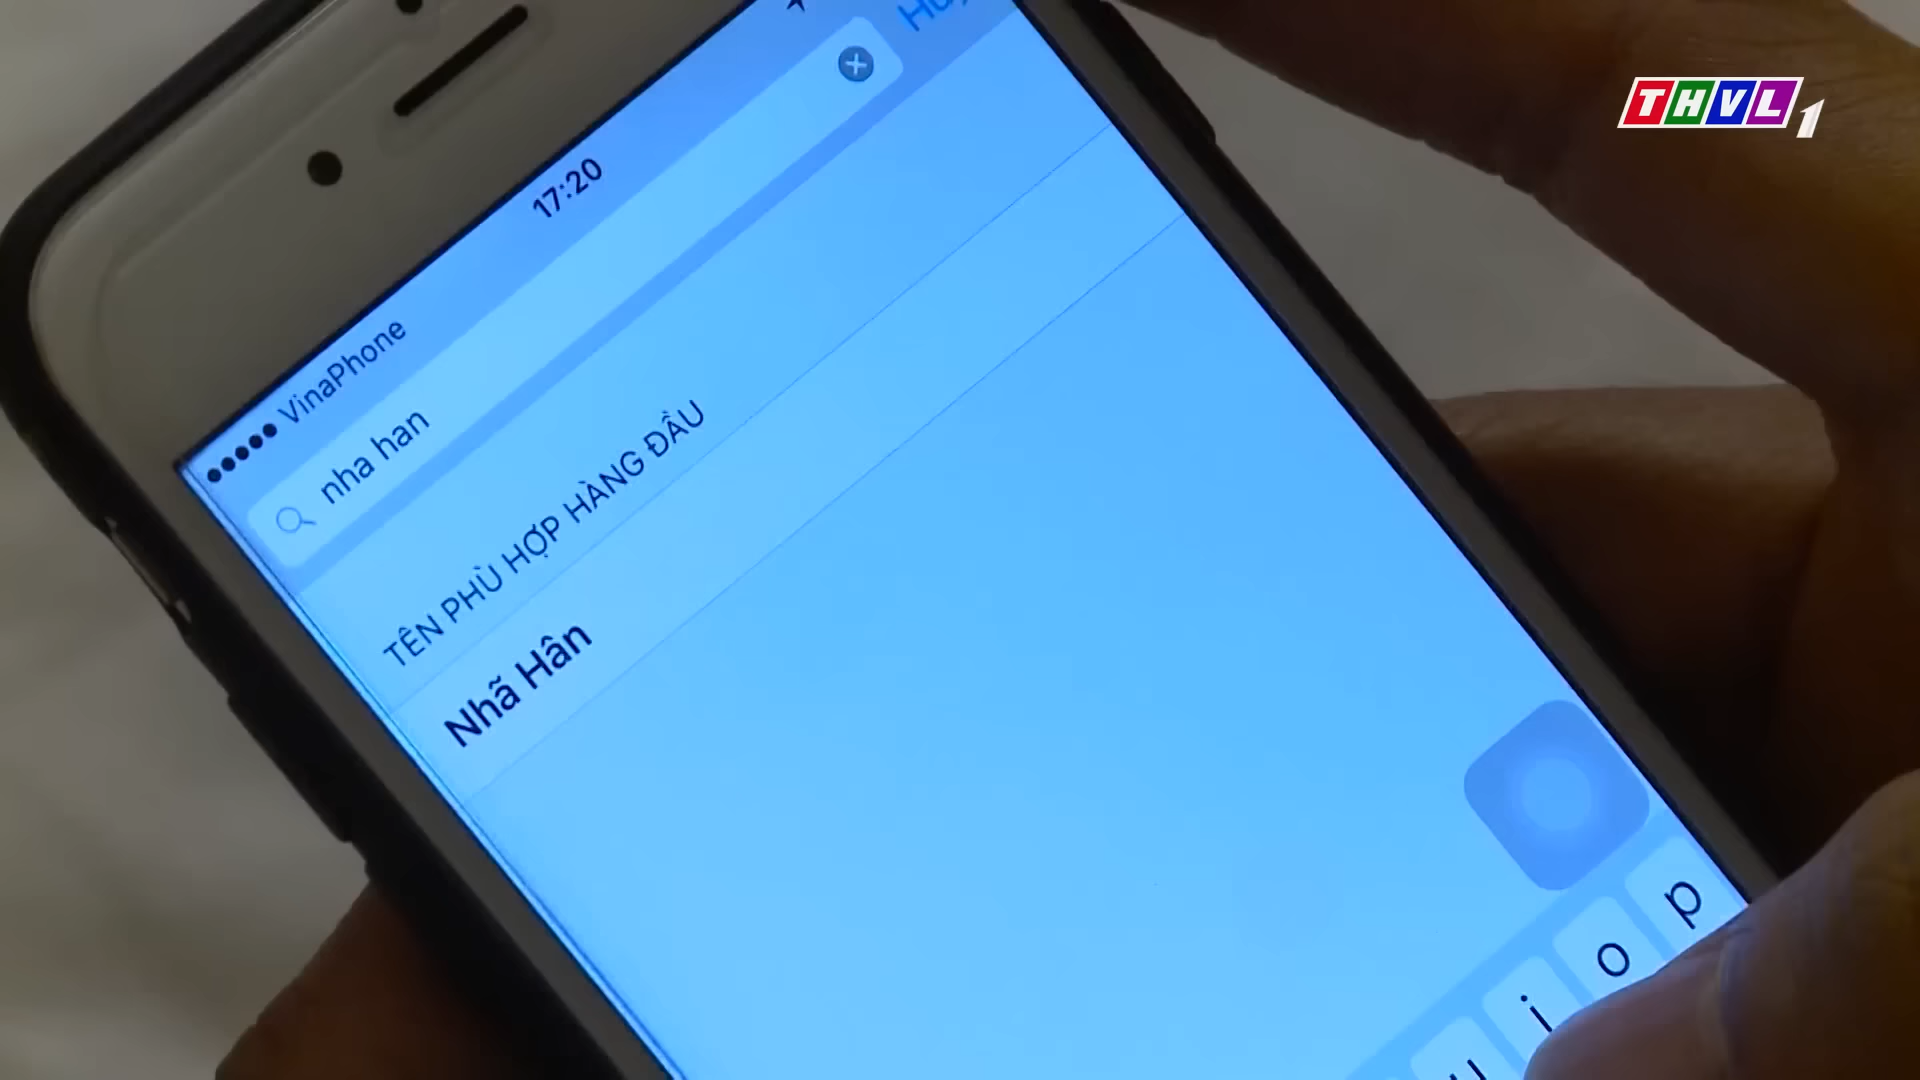 THVL1
VinaPhone 17:20
nha han
TÊN PHÙ HỢP HÀNG ĐẦU
Nhã Hân
i o p